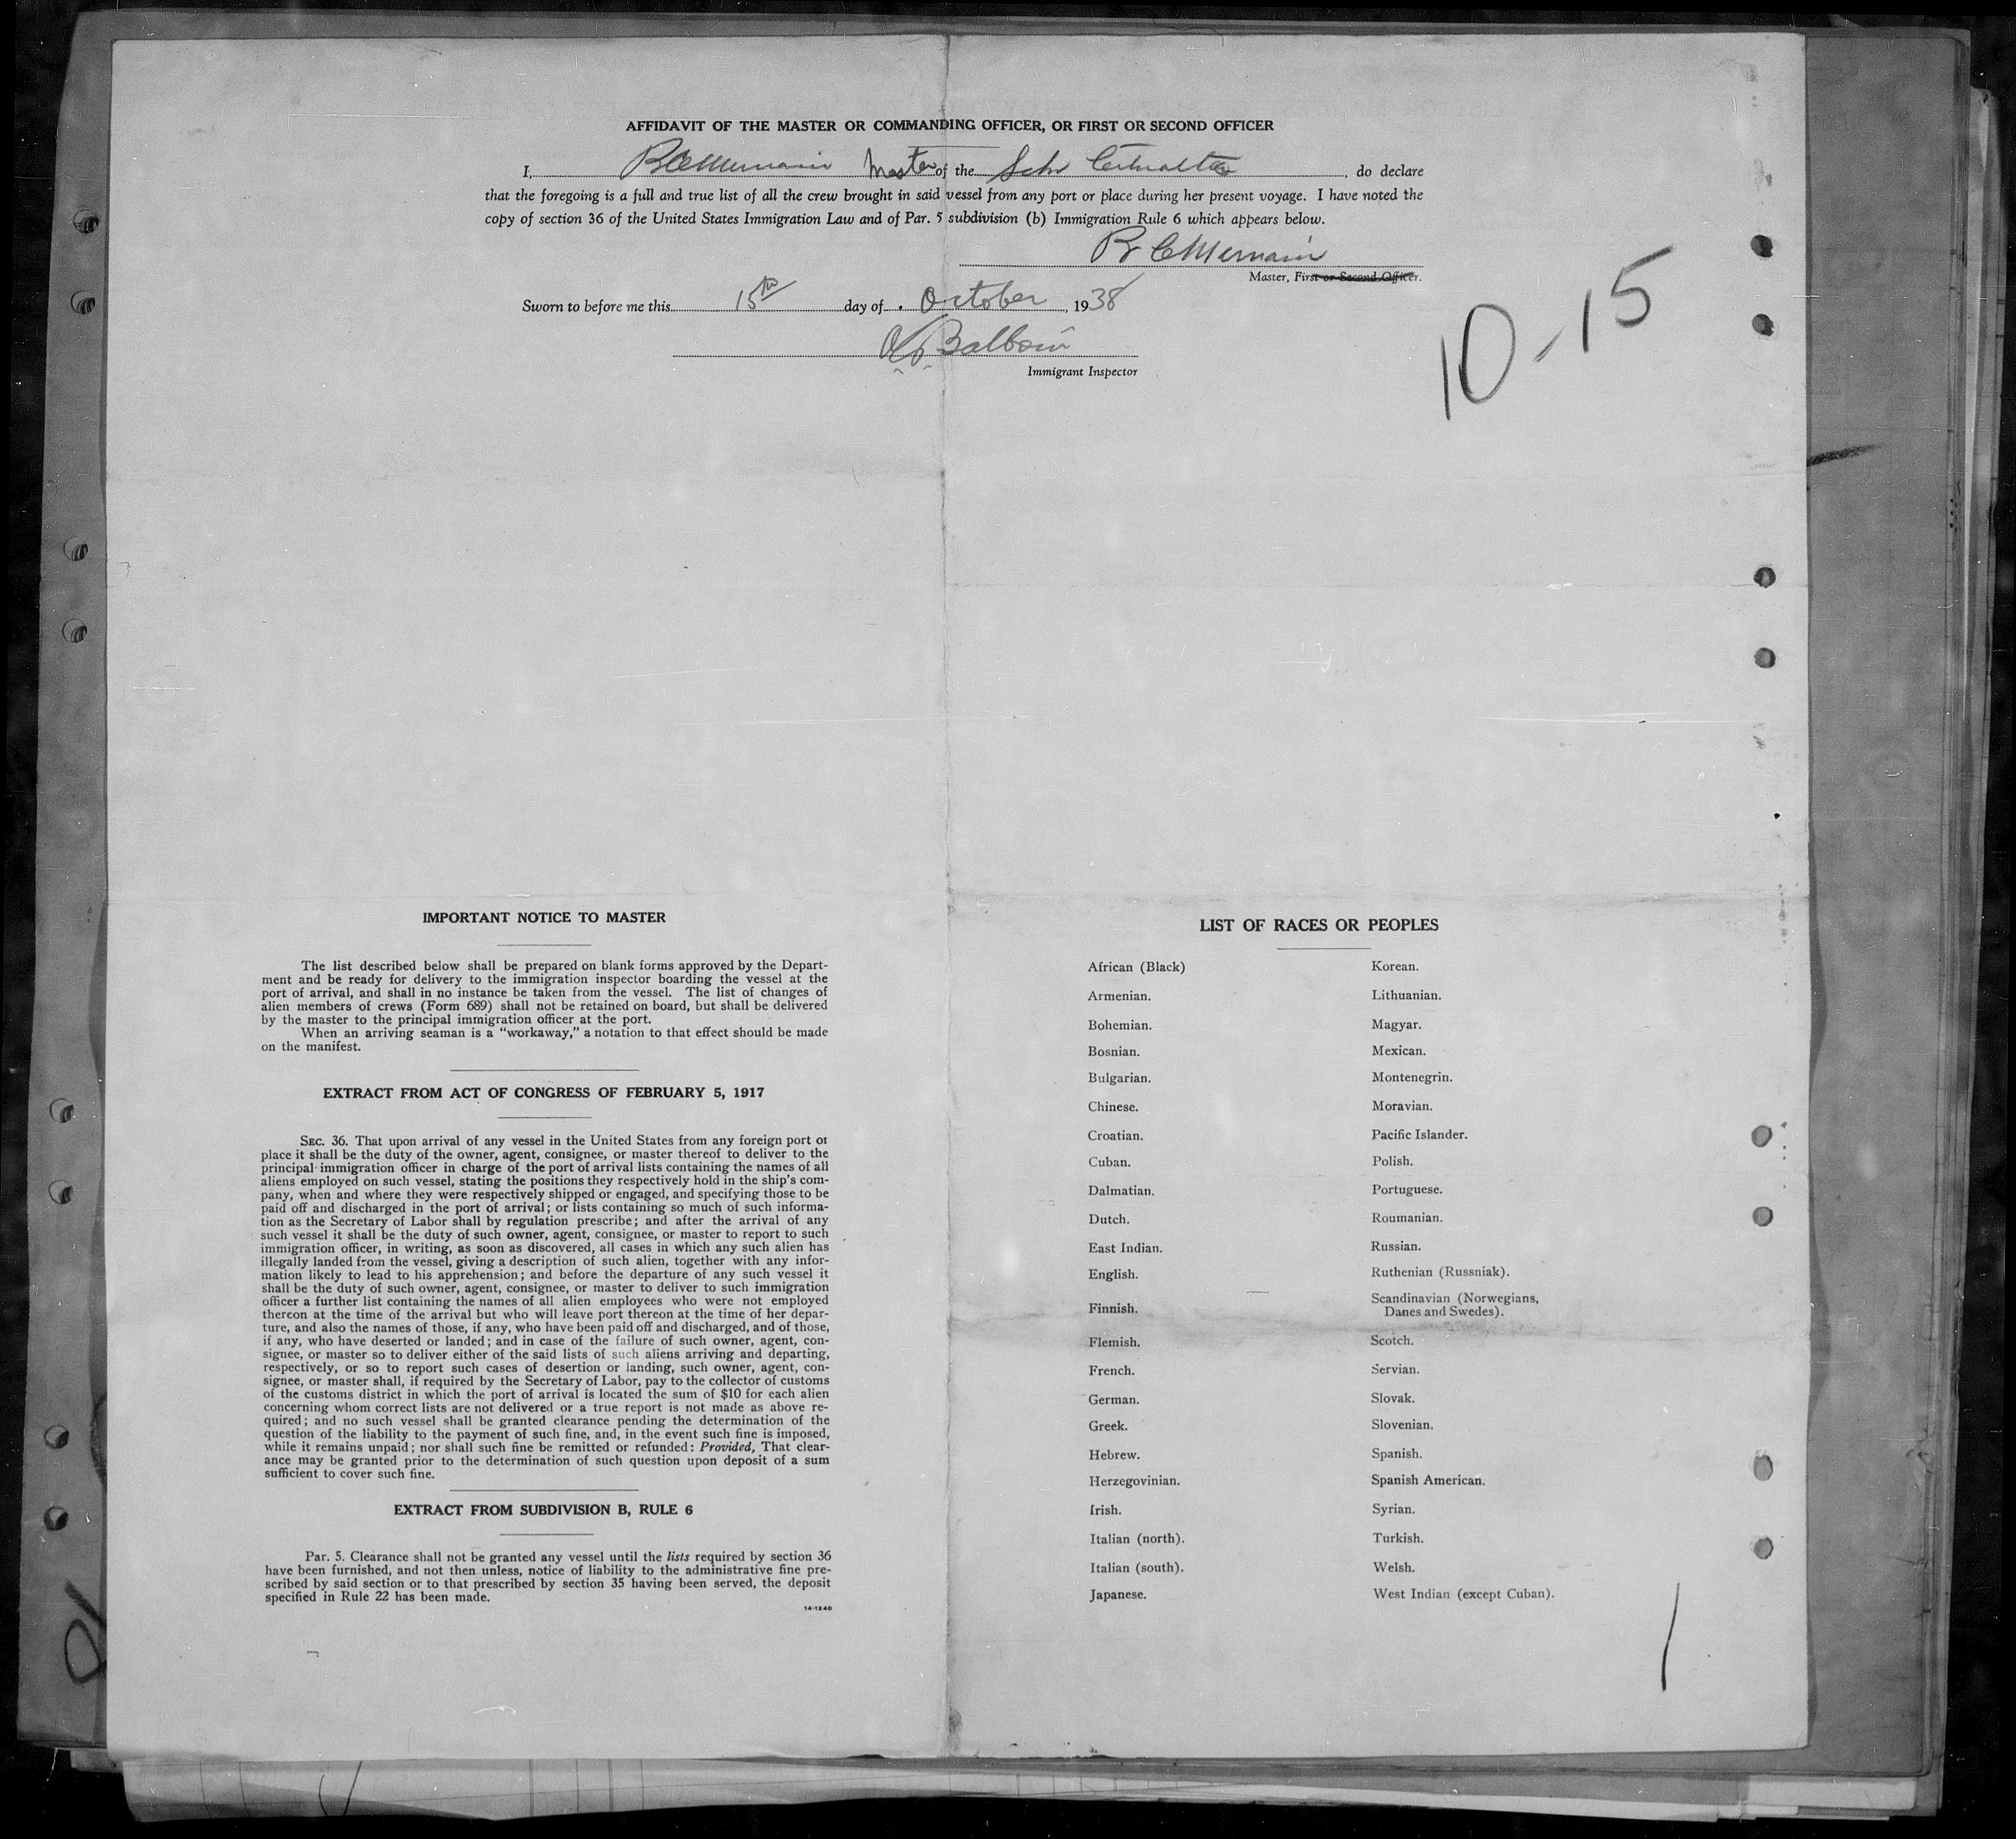 AFFIDAVIT OF THE MASTER OR COMMANDING OFFICER, OR FIRST OR SECOND OFFICER
I, Master of the Sch , do declare
that the foregoing is a full and true list of all the crew brought in said vessel from any port or place during her present voyage. I have noted the
copy of section 36 of the United States Immigration Law and of Par. 5 subdivision (b) Immigration Rule 6 which appears below.
Master, First or Second Officer.
Sworn to before me this 15th day of October, 1938
Immigrant Inspector
10-15
IMPORTANT NOTICE TO MASTER
The list described below shall be prepared on blank forms approved by the Depart-
ment and be ready for delivery to the immigration inspector boarding the vessel at the
port of arrival, and shall in no instance be taken from the vessel. The list of changes of
alien members of crews (Form 689) shall not be retained on board, but shall be delivered
by the master to the principal immigration officer at the port.
When an arriving seaman is a "workaway," a notation to that effect should be made
on the manifest.
EXTRACT FROM ACT OF CONGRESS OF FEBRUARY 5, 1917
SEC. 36. That upon arrival of any vessel in the United States from any foreign port or
place it shall be the duty of the owner, agent, consignee, or master thereof to deliver to the
principal immigration officer in charge of the port of arrival lists containing the names of all
aliens employed on such vessel, stating the positions they respectively hold in the ship's com-
pany, when and where they were respectively shipped or engaged, and specifying those to be
paid off and discharged in the port of arrival; or lists containing so much of such informa-
tion as the Secretary of Labor shall by regulation prescribe; and after the arrival of any
such vessel it shall be the duty of such owner, agent, consignee, or master to report to such
immigration officer, in writing, as soon as discovered, all cases in which any such alien has
illegally landed from the vessel, giving a description of such alien, together with any infor-
mation likely to lead to his apprehension; and before the departure of any such vessel it
shall be the duty of such owner, agent, consignee, or master to deliver to such immigration
officer a further list containing the names of all alien employees who were not employed
thereon at the time of the arrival but who will leave port thereon at the time of her depar-
ture, and also the names of those, if any, who have been paid off and discharged, and of those,
if any, who have deserted or landed; and in case of the failure of such owner, agent, con-
signee, or master so to deliver either of the said lists of such aliens arriving and departing,
respectively, or so to report such cases of desertion or landing, such owner, agent, con-
signee, or master shall, if required by the Secretary of Labor, pay to the collector of customs
of the customs district in which the port of arrival is located the sum of $10 for each alien
concerning whom correct lists are not delivered or a true report is not made as above re-
quired; and no such vessel shall be granted clearance pending the determination of the
question of the liability to the payment of such fine, and, in the event such fine is imposed,
while it remains unpaid; nor shall such fine be remitted or refunded: Provided, That clear-
ance may be granted prior to the determination of such question upon deposit of a sum
sufficient to cover such fine.
EXTRACT FROM SUBDIVISION B, RULE 6
Par. 5. Clearance shall not be granted any vessel until the lists required by section 36
have been furnished, and not then unless, notice of liability to the administrative fine pre-
scribed by said section or to that prescribed by section 35 having been served, the deposit
specified in Rule 22 has been made.
14-1240
LIST OF RACES OR PEOPLES
African (Black)
Armenian.
Bohemian.
Bosnian.
Bulgarian.
Chinese.
Croatian.
Cuban.
Dalmatian.
Dutch.
East Indian.
English.
Finnish.
Flemish.
French.
German.
Greek.
Hebrew.
Herzegovinian.
Irish.
Italian (north).
Italian (south).
Japanese.
Korean.
Lithuanian.
Magyar.
Mexican.
Montenegrin.
Moravian.
Pacific Islander.
Polish.
Portuguese.
Roumanian.
Russian.
Ruthenian (Russniak).
Scandinavian (Norwegians,
Danes and Swedes).
Scotch.
Servian.
Slovak.
Slovenian.
Spanish.
Spanish American.
Syrian.
Turkish.
Welsh.
West Indian (except Cuban).